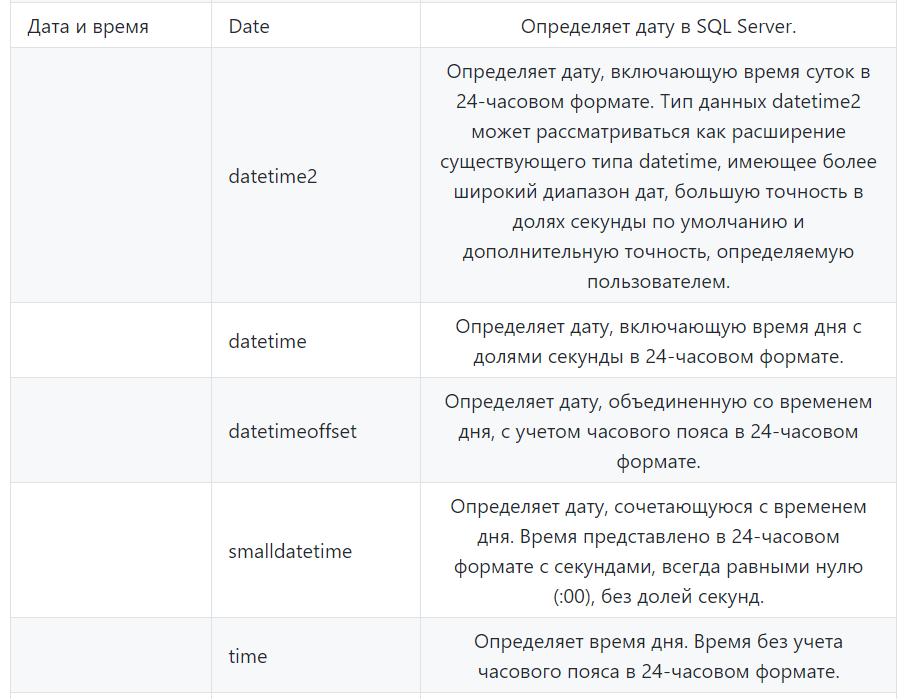 Дата и время
Date
Определяет дату в SQL Server.
datetime2
Определяет дату, включающую время суток в
24-часовом формате. Тип данных datetime2
может рассматриваться как расширение
существующего типа datetime, имеющее более
широкий диапазон дат, большую точность в
долях секунды по умолчанию и
дополнительную точность, определяемую
пользователем.
datetime
Определяет дату, включающую время дня с
долями секунды в 24-часовом формате.
datetimeoffset
Определяет дату, объединенную со временем
дня, с учетом часового пояса в 24-часовом
формате.
smalldatetime
Определяет дату, сочетающуюся с временем
дня. Время представлено в 24-часовом
формате с секундами, всегда равными нулю
(:00), без долей секунд.
time
Определяет время дня. Время без учета
часового пояса в 24-часовом формате.